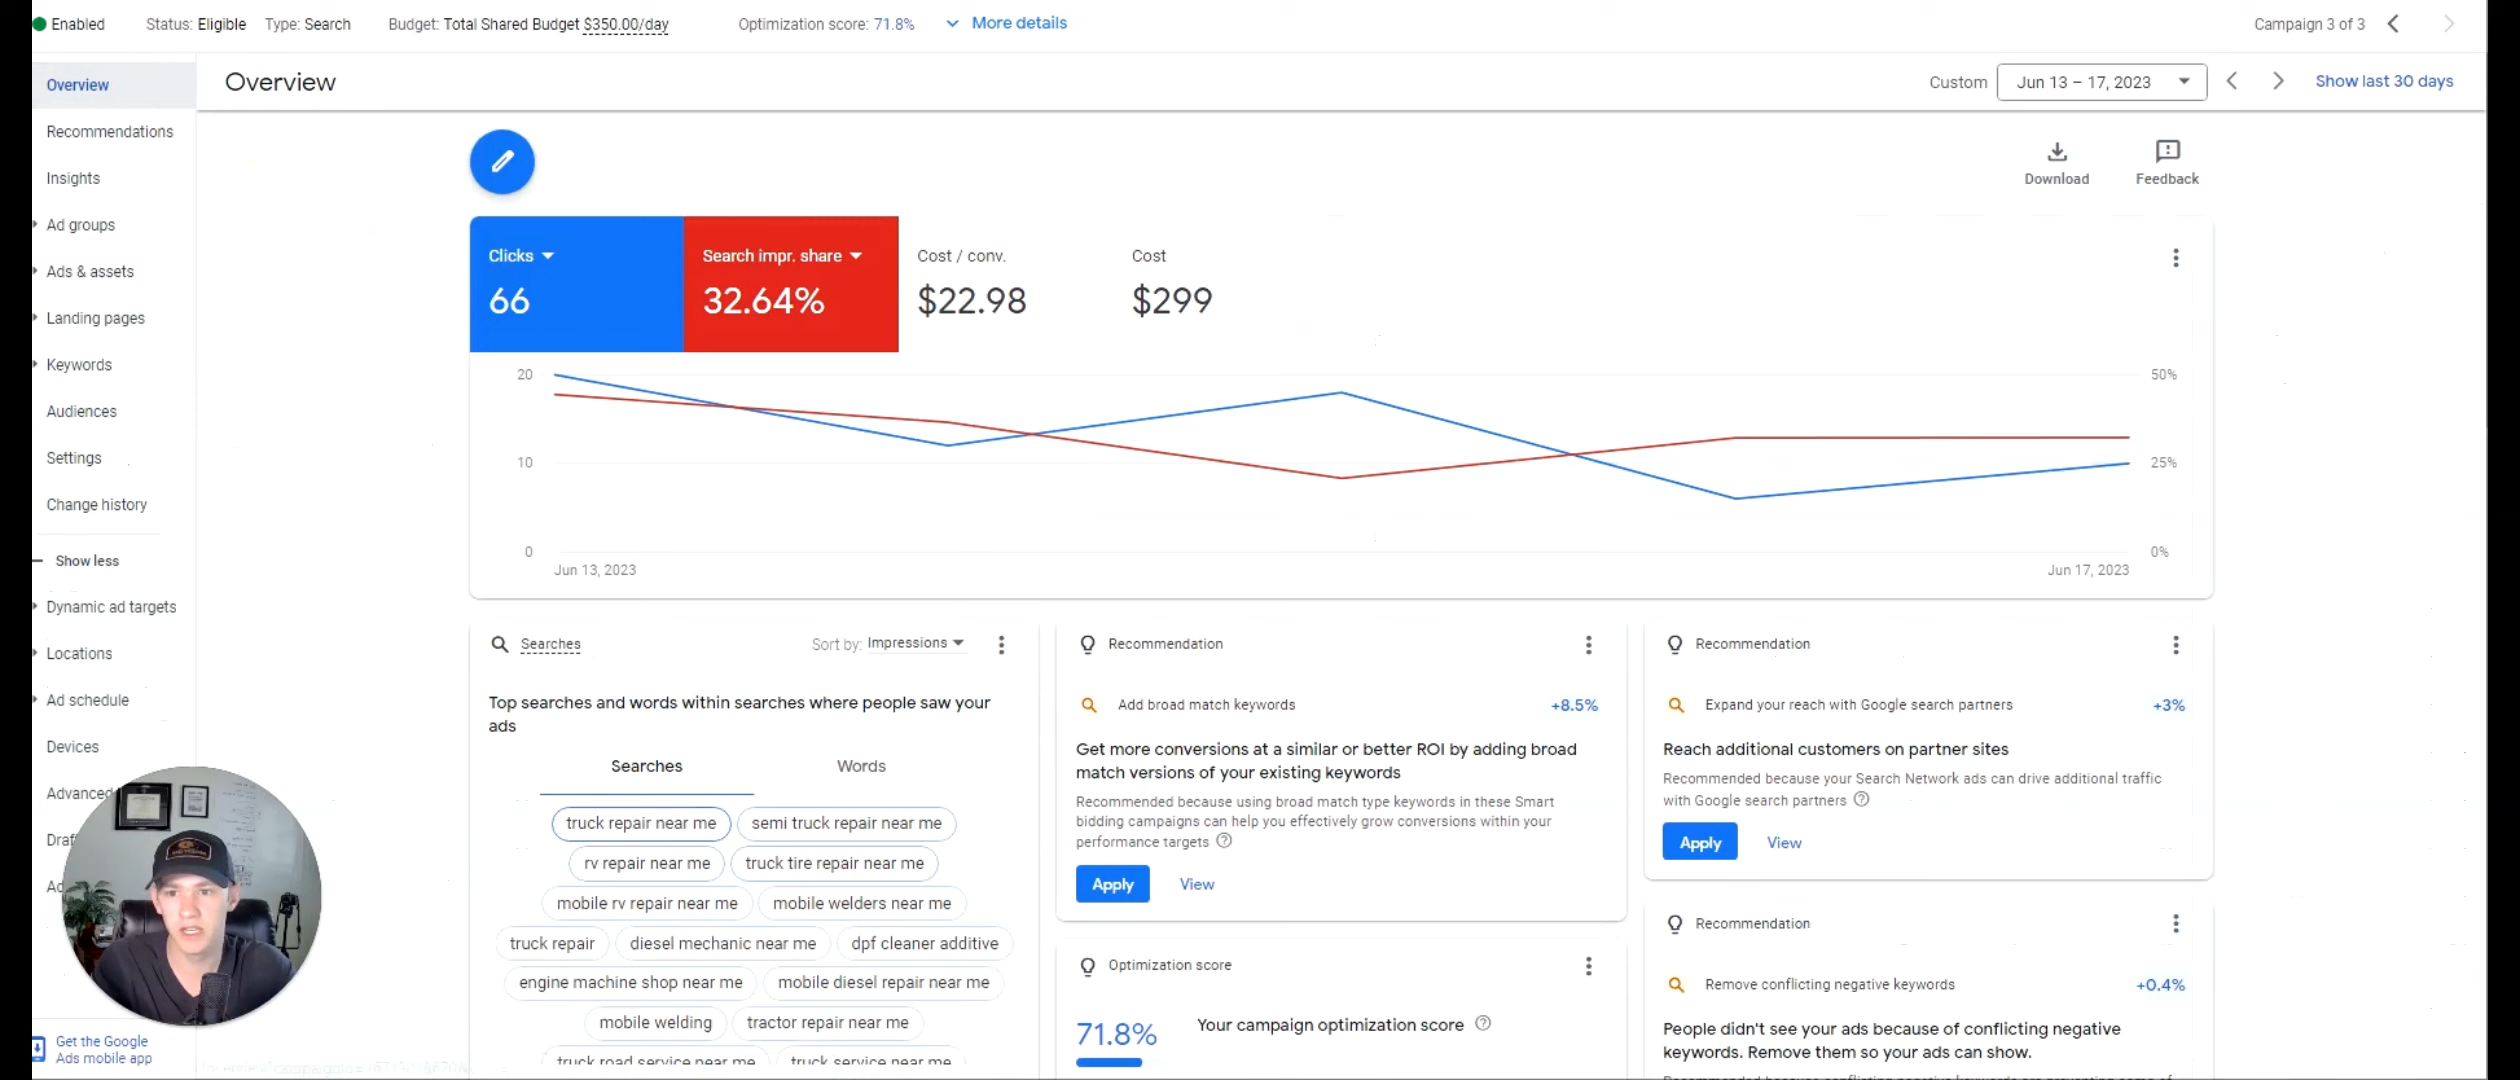 Enabled Status: Eligible Type: Search Budget: Total Shared Budget $350.00/day Optimization score: 71.8% More details Campaign 3 of 3
Overview
Recommendations
Insights
Ad groups
Ads & assets
Landing pages
Keywords
Audiences
Settings
Change history
Show less
Dynamic ad targets
Locations
Ad schedule
Devices
Advanced
Get the Google
Ads mobile app
Overview
Custom Jun 13 – 17, 2023 Show last 30 days
Download Feedback
Clicks Search impr. share Cost / conv. Cost
66 32.64% $22.98 $299
20 50%
10 25%
0 0%
Jun 13, 2023 Jun 17, 2023
Searches Sort by: Impressions
Top searches and words within searches where people saw your
ads
Searches Words
truck repair near me semi truck repair near me
rv repair near me truck tire repair near me
mobile rv repair near me mobile welders near me
truck repair diesel mechanic near me dpf cleaner additive
engine machine shop near me mobile diesel repair near me
mobile welding tractor repair near me
truck road service near me truck service near me
Recommendation
Add broad match keywords +8.5%
Get more conversions at a similar or better ROI by adding broad
match versions of your existing keywords
Recommended because using broad match type keywords in these Smart
bidding campaigns can help you effectively grow conversions within your
performance targets
Apply View
Optimization score
71.8% Your campaign optimization score
Recommendation
Expand your reach with Google search partners +3%
Reach additional customers on partner sites
Recommended because your Search Network ads can drive additional traffic
with Google search partners
Apply View
Recommendation
Remove conflicting negative keywords +0.4%
People didn't see your ads because of conflicting negative
keywords. Remove them so your ads can show.